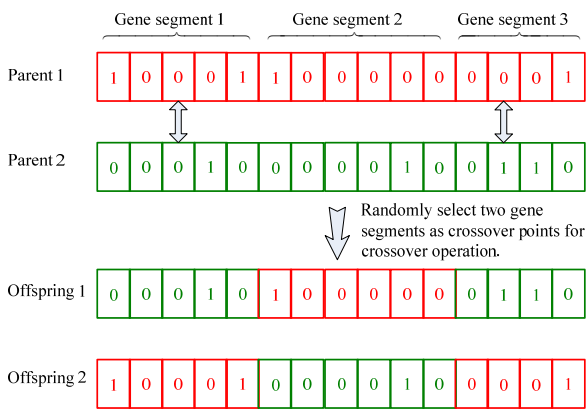 Gene segment 1 Gene segment 2 Gene segment 3
Parent 1 1 0 0 0 1 1 0 0 0 0 0 0 0 0 1
Parent 2 0 0 0 1 0 0 0 0 0 1 0 0 1 1 0
Randomly select two gene
segments as crossover points for
crossover operation.
Offspring 1 0 0 0 1 0 1 0 0 0 0 0 0 1 1 0
Offspring 2 1 0 0 0 1 0 0 0 0 1 0 0 0 0 1